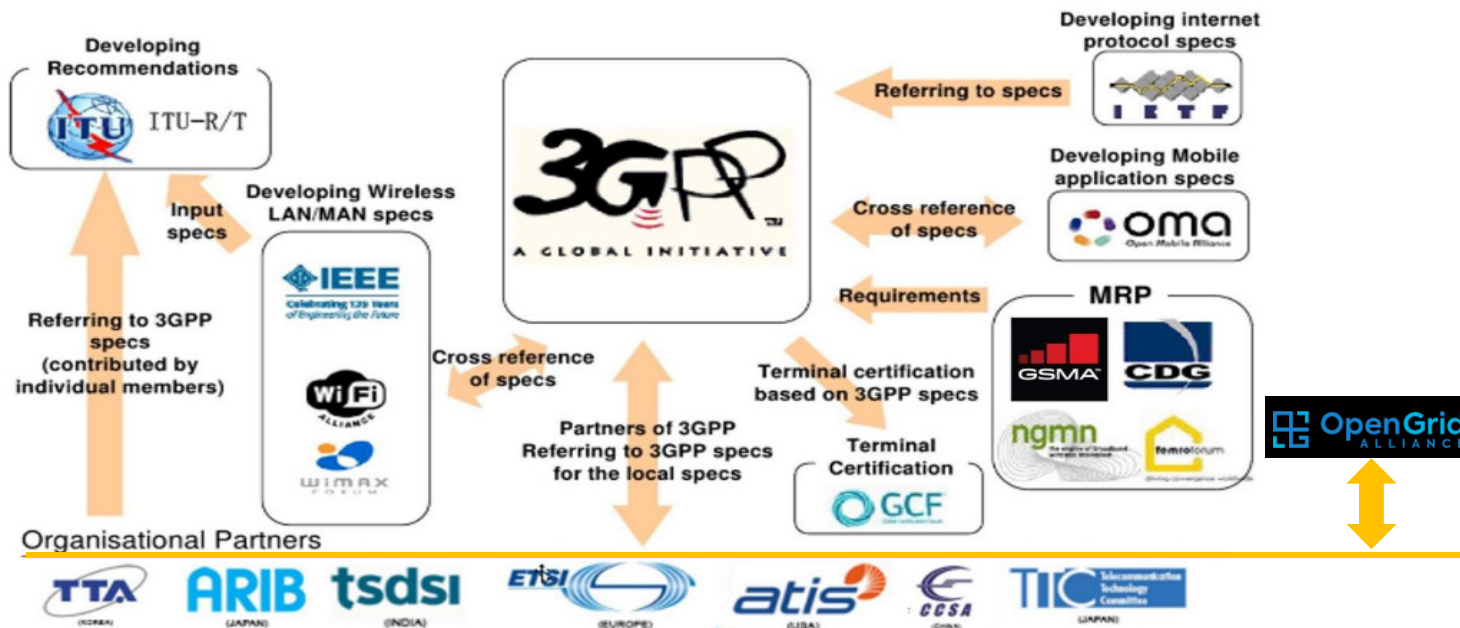 Developing
Recommendations
ITU
ITU-R/T
Input
specs
Developing Wireless
LAN/MAN specs
IEEE
Celebrating 125 Years
of Engineering the Future
Wi Fi
ALLIANCE
WiMAX
FORUM
Referring to 3GPP
specs
(contributed by
individual members)
Cross reference
of specs
3GPP
TM
A GLOBAL INITIATIVE
Partners of 3GPP
Referring to 3GPP specs
for the local specs
Developing internet
protocol specs
Referring to specs
IETF
Developing Mobile
application specs
Cross reference
of specs
oma
Open Mobile Alliance
Requirements
MRP
GSMA
CDG
ngmn
femtoforum
Terminal certification
based on 3GPP specs
Terminal
Certification
GCF
OpenGrid
ALLIANCE
Organisational Partners
TTA
(KOREA)
ARIB
(JAPAN)
tsdsi
(INDIA)
ETSI
(EUROPE)
atis
(USA)
CCSA
TTC
Telecommunication
Technology
Committee
(JAPAN)